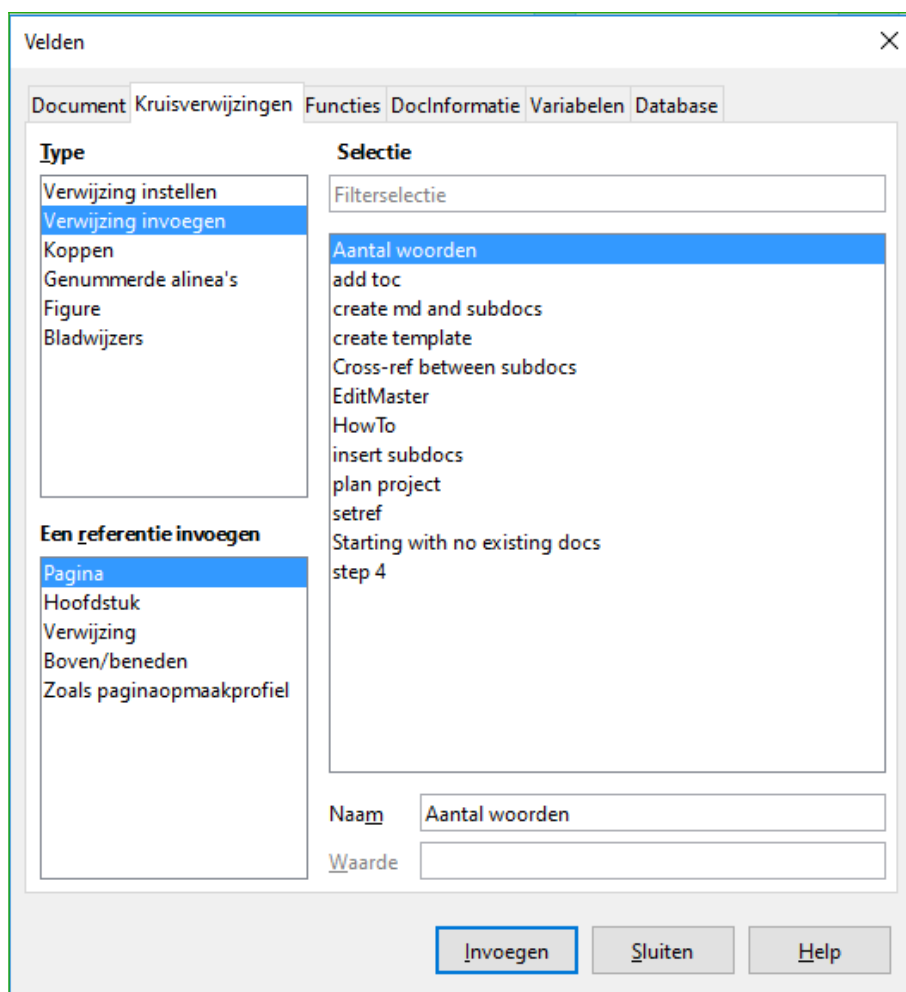 Velden
Document Kruisverwijzingen Functies DocInformatie Variabelen Database
Type
Verwijzing instellen
Verwijzing invoegen
Koppen
Genummerde alinea's
Figure
Bladwijzers
Een referentie invoegen
Pagina
Hoofdstuk
Verwijzing
Boven/beneden
Zoals paginaopmaakprofiel
Selectie
Filterselectie
Aantal woorden
add toc
create md and subdocs
create template
Cross-ref between subdocs
EditMaster
HowTo
insert subdocs
plan project
setref
Starting with no existing docs
step 4
Naam Aantal woorden
Waarde
Invoegen Sluiten Help